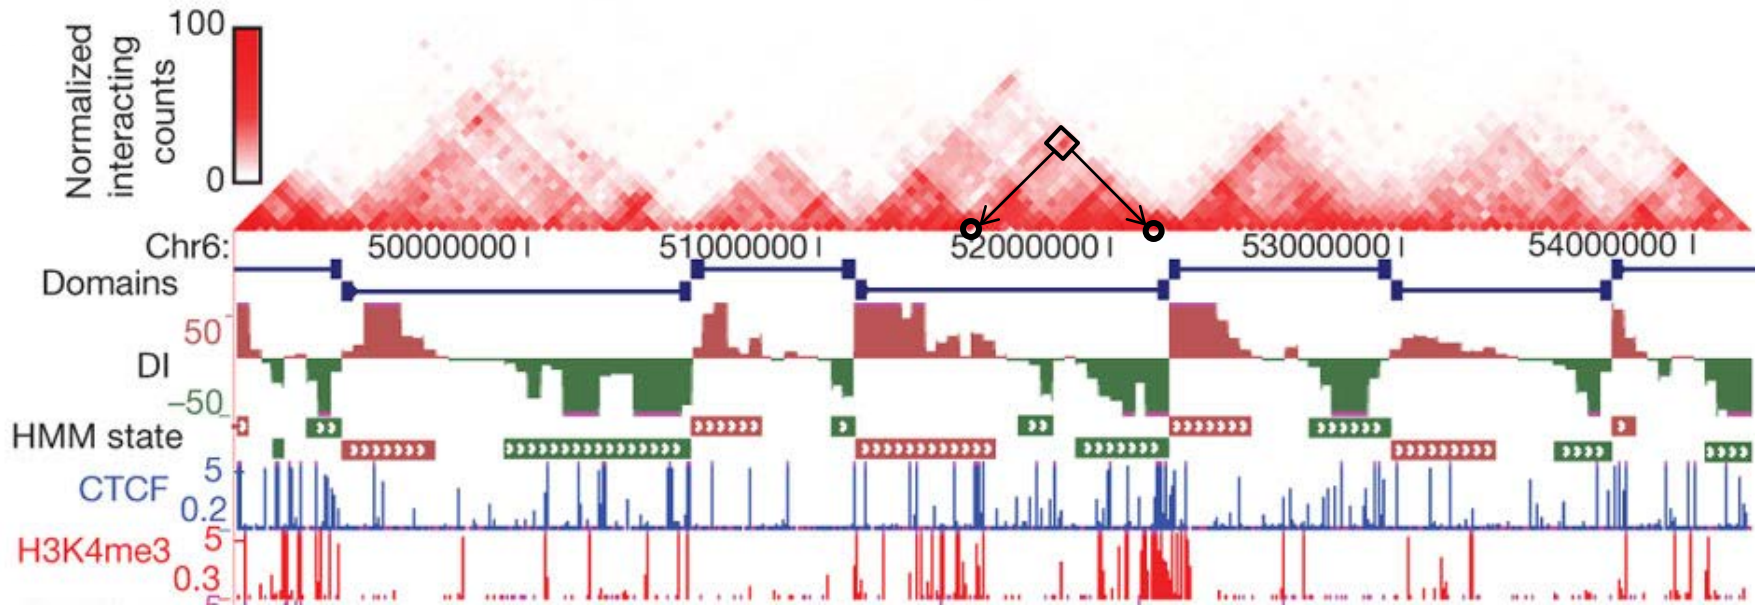 Normalized
interacting
counts
100
0
Chr6: 50000000 51000000 52000000 53000000 54000000
Domains
50
DI
−50
HMM state
5
CTCF
0.2
5
H3K4me3
0.3